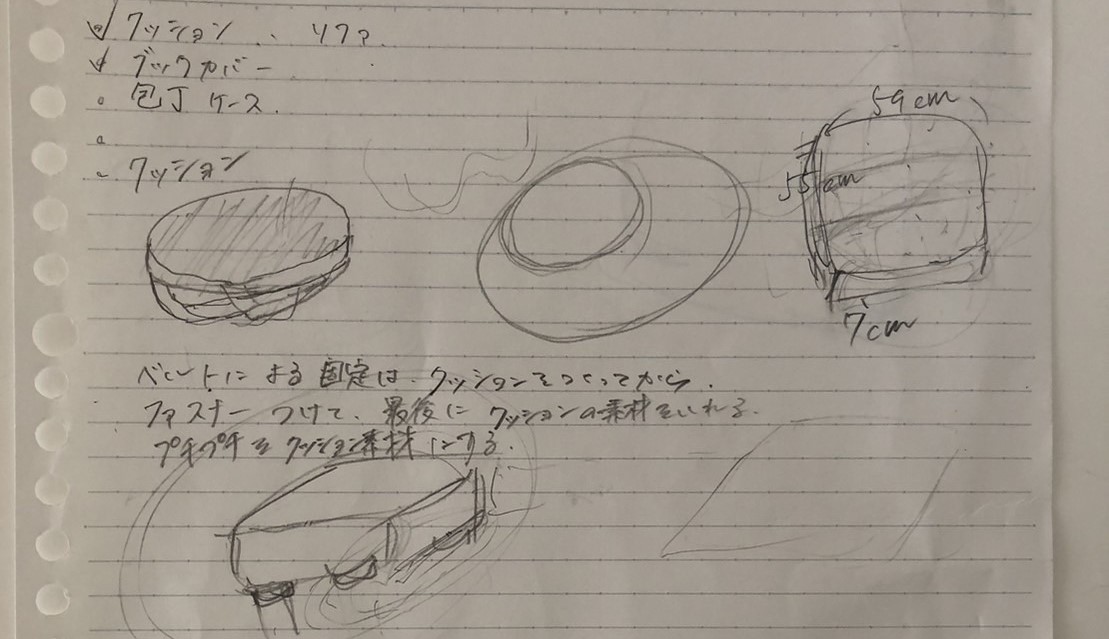 クッション、リフ?
ブックカバー
包丁ケース.
クッション
59cm
55cm
7cm
ベルトによる固定は、クッションをつくってから.
ファスナーつけて、最後にクッションの素材をいれる.
プチプチをクッション素材にする.